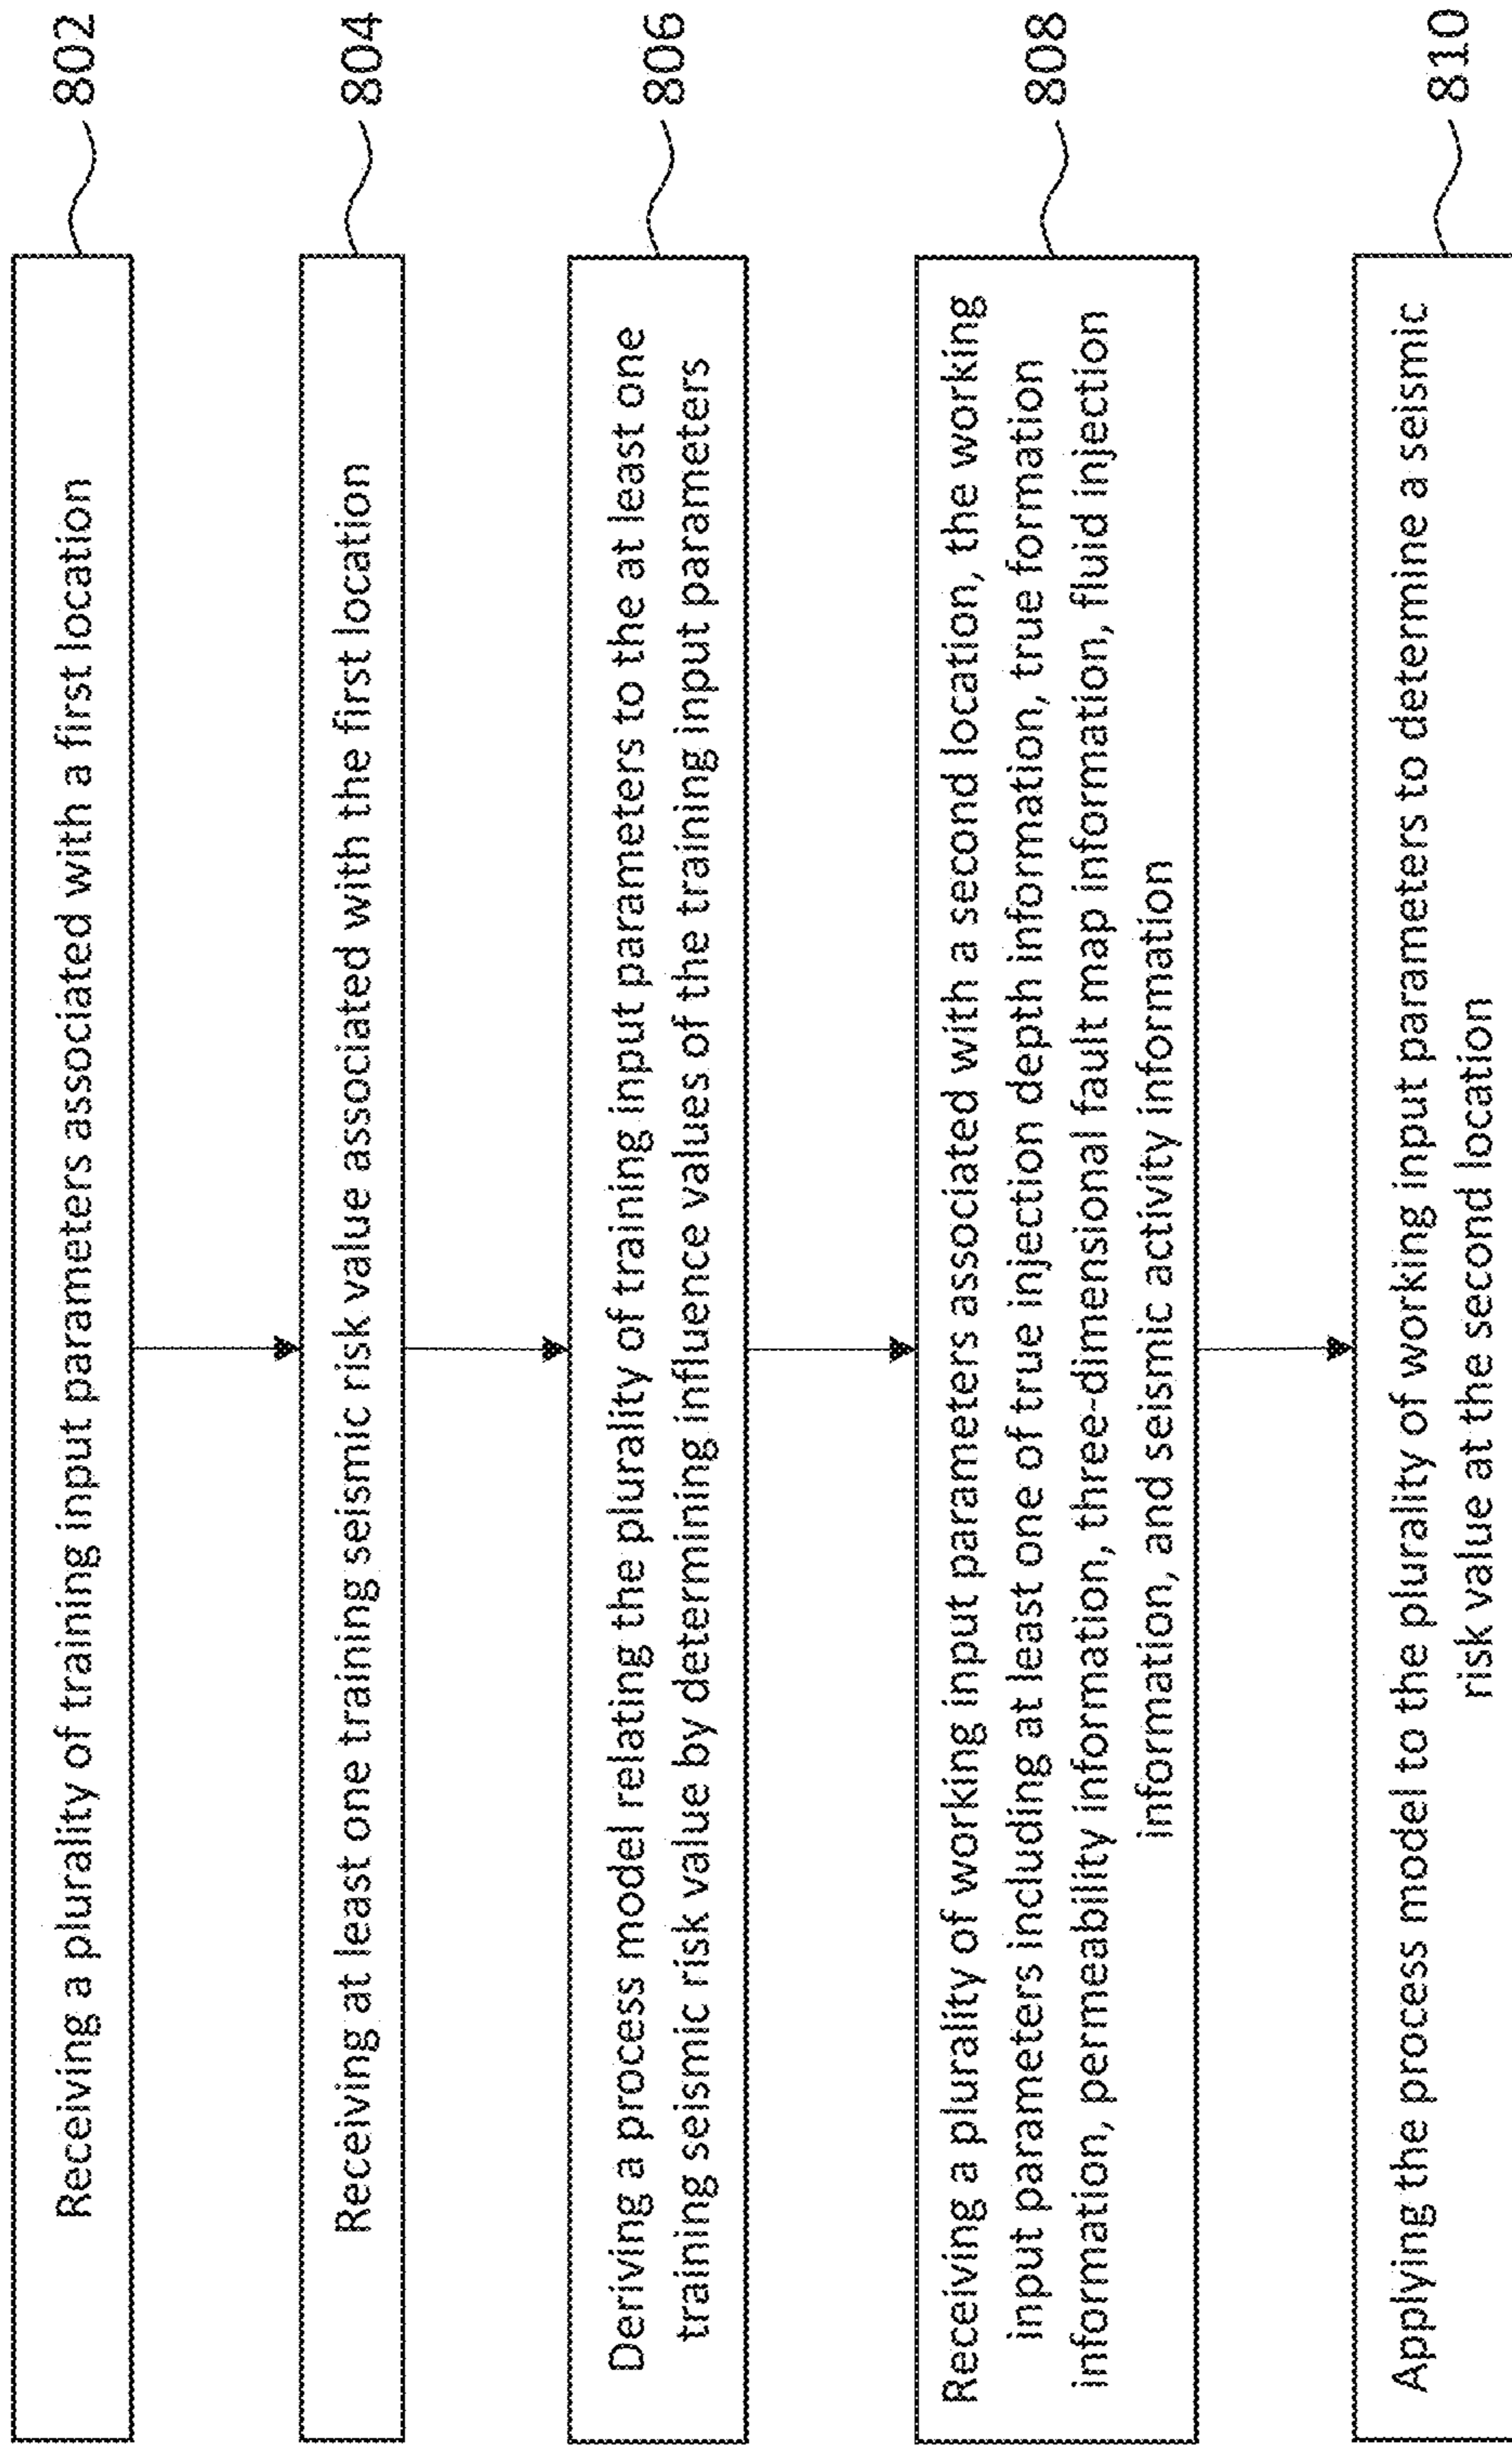 Receiving a plurality of training input parameters associated with a first location
802
Receiving at least one training seismic risk value associated with the first location
804
Deriving a process model relating the plurality of training input parameters to the at least one
training seismic risk value by determining influence values of the training input parameters
806
Receiving a plurality of working input parameters associated with a second location, the working
input parameters including at least one of true injection depth information, true formation
information, permeability information, three-dimensional fault map information, fluid injection
information, and seismic activity information
808
Applying the process model to the plurality of working input parameters to determine a seismic
risk value at the second location
810